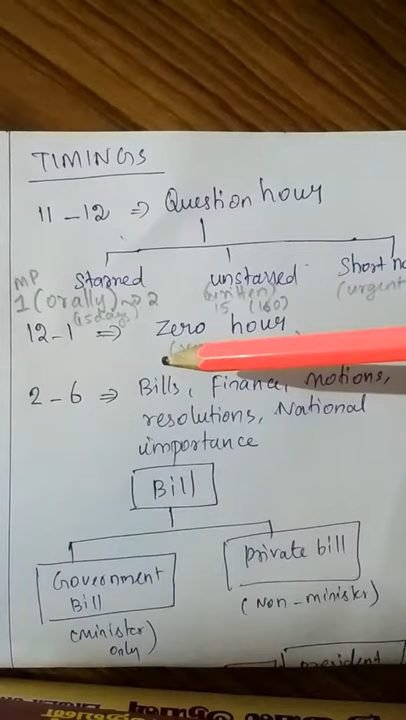 TIMINGS
11-12 ⇒ Question hour
Starred unstarred Short no
MP (written) (urgent
1 (orally) → 2 15 (160)
(15 days)
12-1 ⇒ Zero hour
2-6 ⇒ Bills, Finance, motions,
resolutions, National
importance
Bill
Government private bill
Bill (Non-minister)
(minister)
only
president